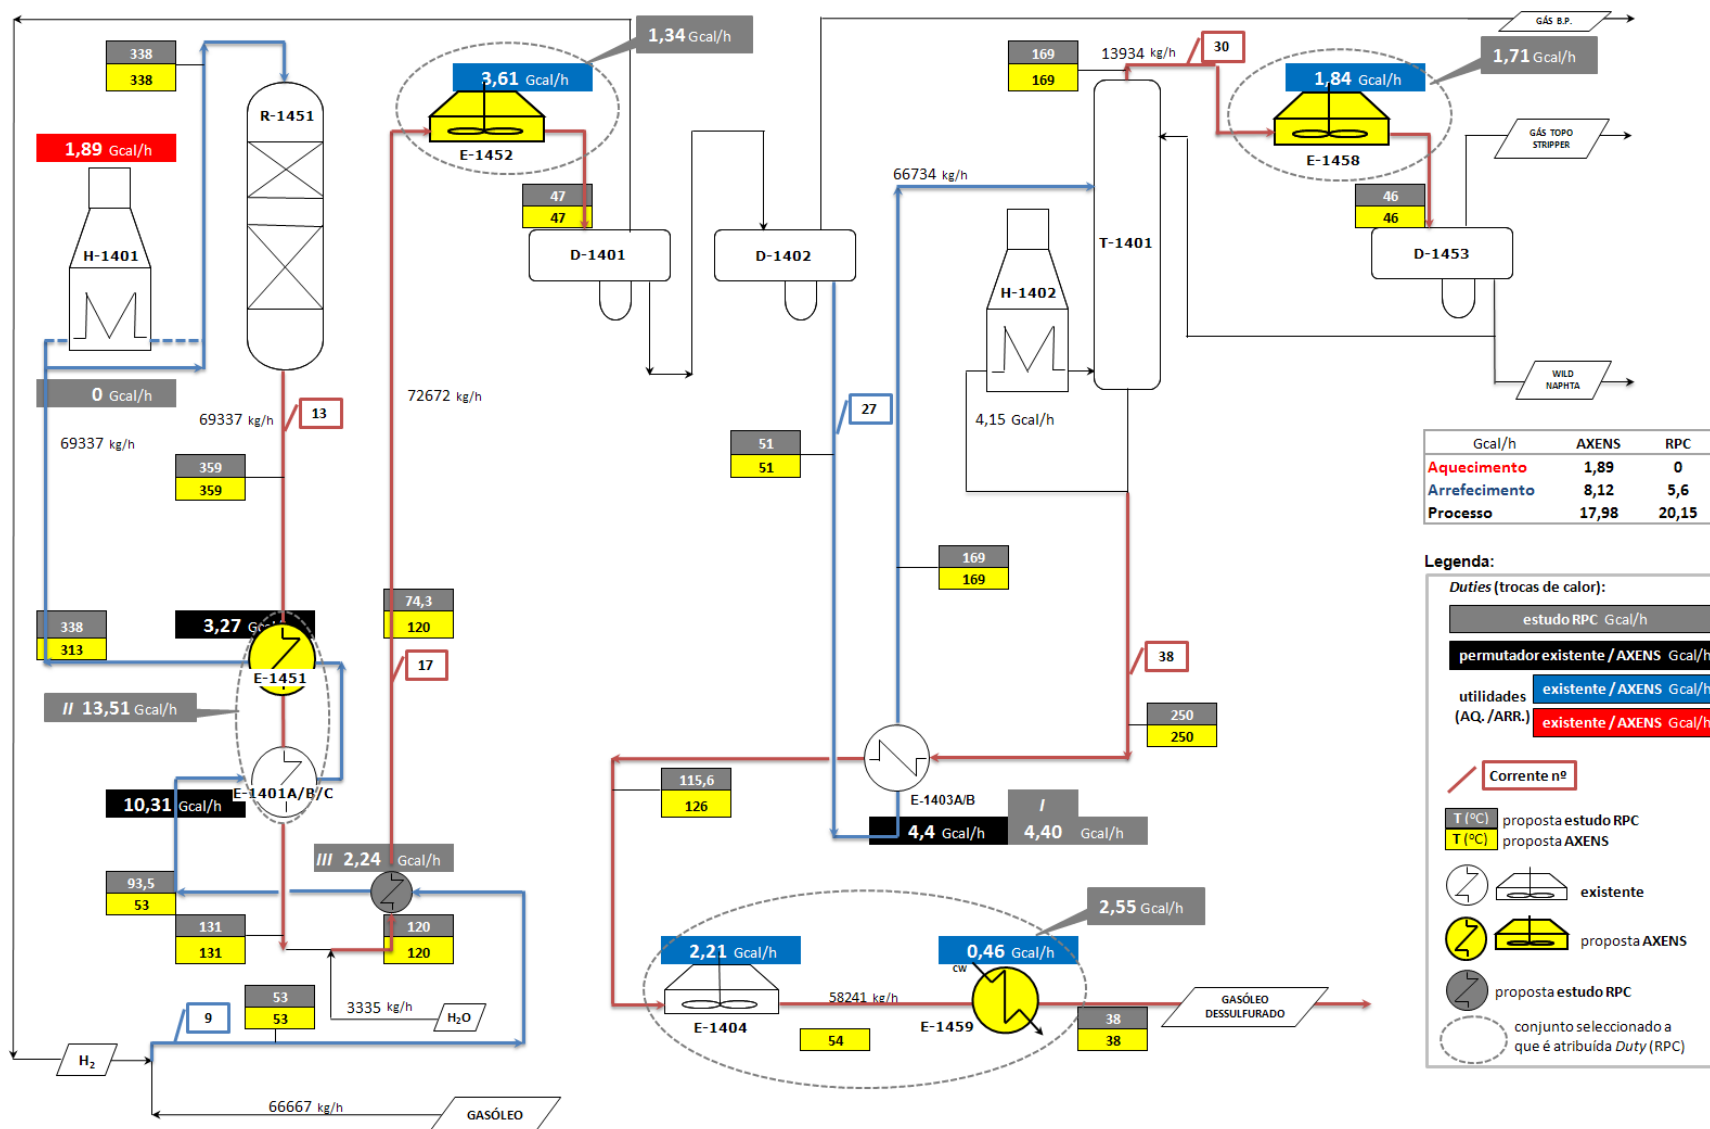 GÁS B.P.
1,34 Gcal/h
338
338
3,61 Gcal/h
169
169
13934 kg/h
30
1,71 Gcal/h
1,84 Gcal/h
R-1451
1,89 Gcal/h
E-1452
E-1458
GÁS TOPO
STRIPPER
66734 kg/h
47
47
46
46
H-1401
D-1401
D-1402
T-1401
D-1453
H-1402
0 Gcal/h
72672 kg/h
WILD
NAPHTA
69337 kg/h
13
27
4,15 Gcal/h
69337 kg/h
51
51
359
359
Gcal/h AXENS RPC
Aquecimento 1,89 0
Arrefecimento 8,12 5,6
Processo 17,98 20,15
169
169
Legenda:
Duties (trocas de calor):
estudo RPC Gcal/h
permutador existente / AXENS Gcal/h
utilidades
(AQ./ARR.)
existente / AXENS Gcal/h
existente / AXENS Gcal/h
Corrente nº
T (ºC) proposta estudo RPC
T (ºC) proposta AXENS
existente
proposta AXENS
proposta estudo RPC
conjunto seleccionado a
que é atribuída Duty (RPC)
74,3
120
338
313
3,27
E-1451
17
38
II 13,51 Gcal/h
250
250
E-1401A/B/C
10,31 Gcal/h
115,6
126
E-1403A/B
I
4,4 Gcal/h
4,40 Gcal/h
III 2,24 Gcal/h
93,5
53
131
131
120
120
2,55 Gcal/h
2,21 Gcal/h
0,46 Gcal/h
CW
53
53
3335 kg/h
H2O
9
58241 kg/h
E-1404
E-1459
GASÓLEO
DESSULFURADO
54
38
38
H2
66667 kg/h
GASÓLEO